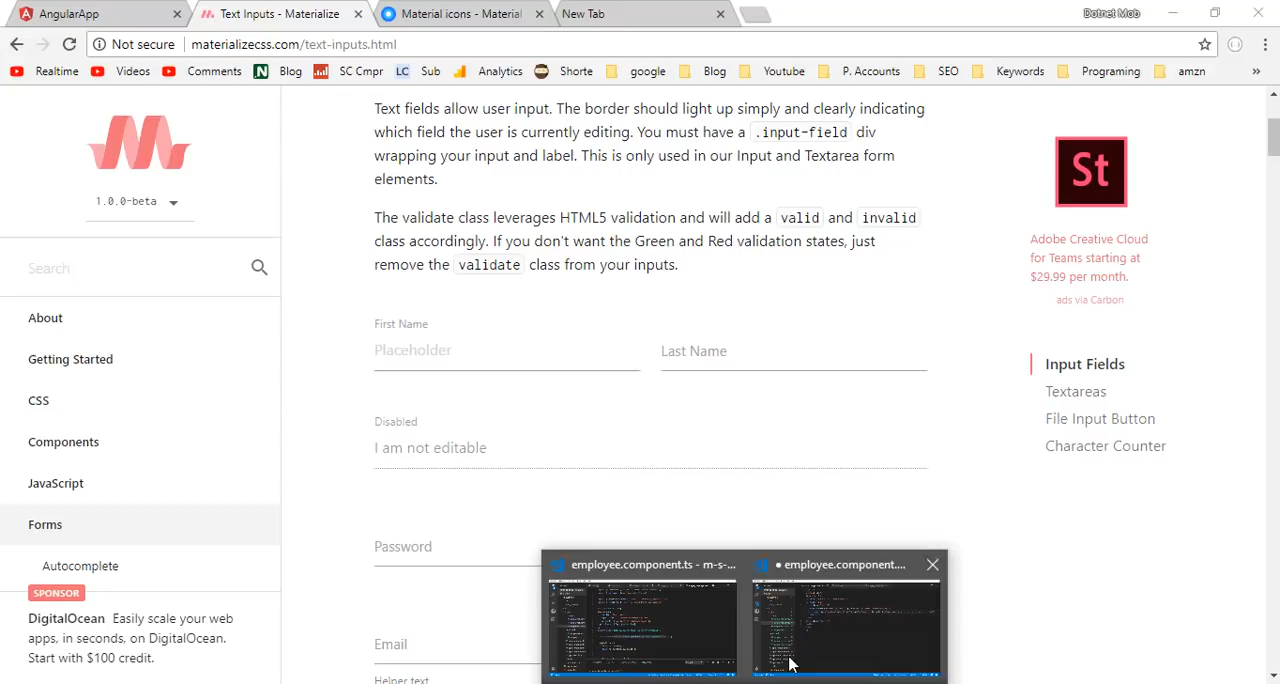 AngularApp
Text Inputs - Materialize
Material icons - Material
New Tab
Dotnet Mob
Not secure
materializecss.com/text-inputs.html
Realtime
Videos
Comments
Blog
SC Cmpr
LC
Sub
Analytics
Shorte
google
Blog
Youtube
P. Accounts
SEO
Keywords
Programing
amzn
»
1.0.0-beta
Search
About
Getting Started
CSS
Components
JavaScript
Forms
Autocomplete
SPONSOR
DigitalOcean Easily scale your web
apps, in seconds, on DigitalOcean.
Start with $100 credit.
Text fields allow user input. The border should light up simply and clearly indicating
which field the user is currently editing. You must have a .input-field div
wrapping your input and label. This is only used in our Input and Textarea form
elements.
The validate class leverages HTML5 validation and will add a valid and invalid
class accordingly. If you don't want the Green and Red validation states, just
remove the validate class from your inputs.
First Name
Placeholder
Last Name
Disabled
I am not editable
Password
Email
Helper text
employee.component.ts - m-s-...
● employee.component....
St
Adobe Creative Cloud
for Teams starting at
$29.99 per month.
ads via Carbon
Input Fields
Textareas
File Input Button
Character Counter